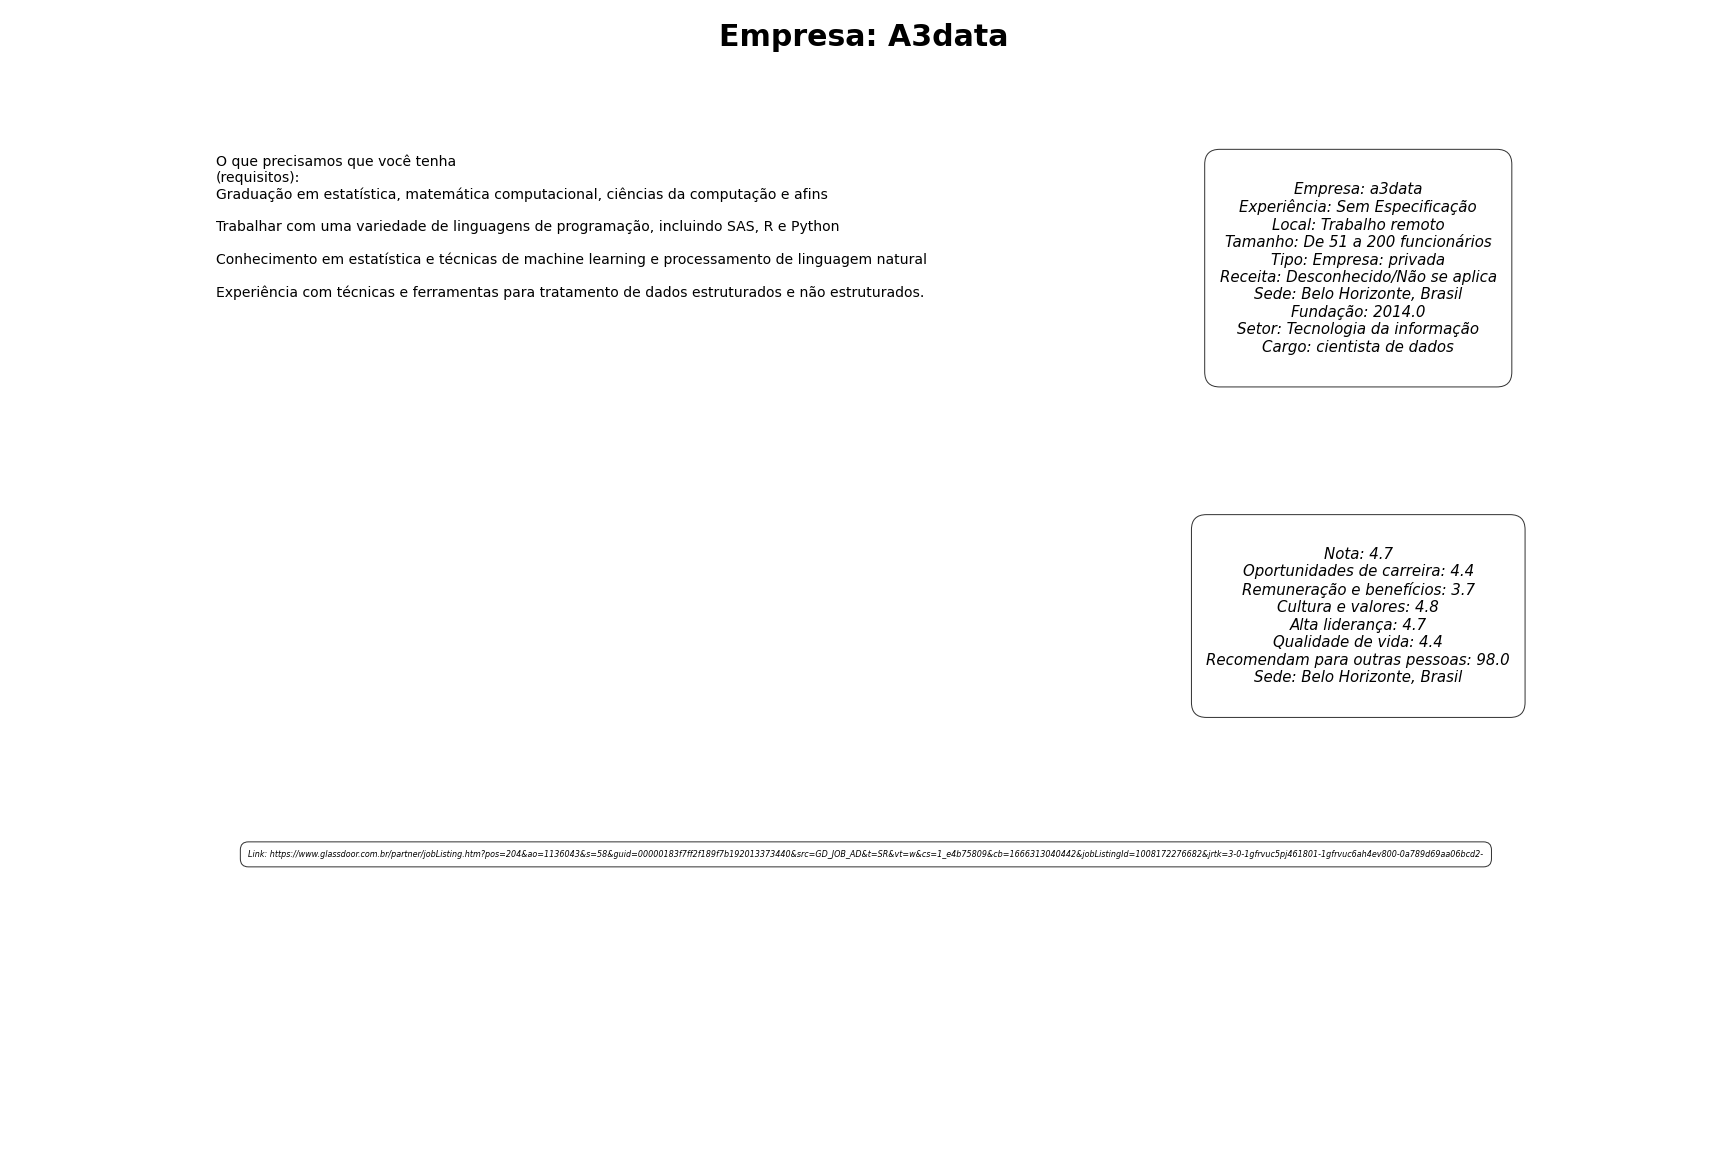 Empresa: A3data
O que precisamos que você tenha
(requisitos):
Graduação em estatística, matemática computacional, ciências da computação e afins
Trabalhar com uma variedade de linguagens de programação, incluindo SAS, R e Python
Conhecimento em estatística e técnicas de machine learning e processamento de linguagem natural
Experiência com técnicas e ferramentas para tratamento de dados estruturados e não estruturados.
Empresa: a3data
Experiência: Sem Especificação
Local: Trabalho remoto
Tamanho: De 51 a 200 funcionários
Tipo: Empresa: privada
Receita: Desconhecido/Não se aplica
Sede: Belo Horizonte, Brasil
Fundação: 2014.0
Setor: Tecnologia da informação
Cargo: cientista de dados
Nota: 4.7
Oportunidades de carreira: 4.4
Remuneração e benefícios: 3.7
Cultura e valores: 4.8
Alta liderança: 4.7
Qualidade de vida: 4.4
Recomendam para outras pessoas: 98.0
Sede: Belo Horizonte, Brasil
Link: https://www.glassdoor.com.br/partner/jobListing.htm?pos=204&ao=1136043&s=58&guid=00000183f7ff2f189f7b192013373440&src=GD_JOB_AD&t=SR&vt=w&cs=1_e4b75809&cb=1666313040442&jobListingId=1008172276682&jrtk=3-0-1gfrvuc5pj461801-1gfrvuc6ah4ev800-0a789d69aa06bcd2-